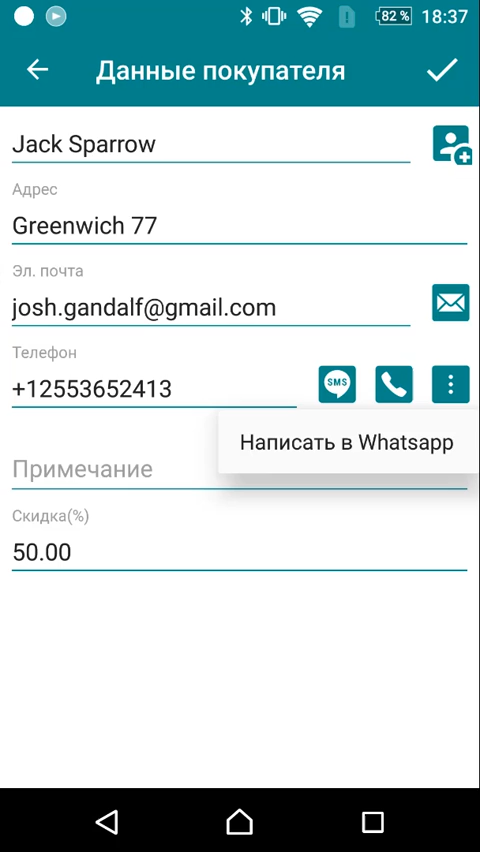 82 % 18:37
Данные покупателя
Jack Sparrow
Адрес
Greenwich 77
Эл. почта
josh.gandalf@gmail.com
Телефон
+12553652413
SMS
Написать в Whatsapp
Примечание
Скидка(%)
50.00